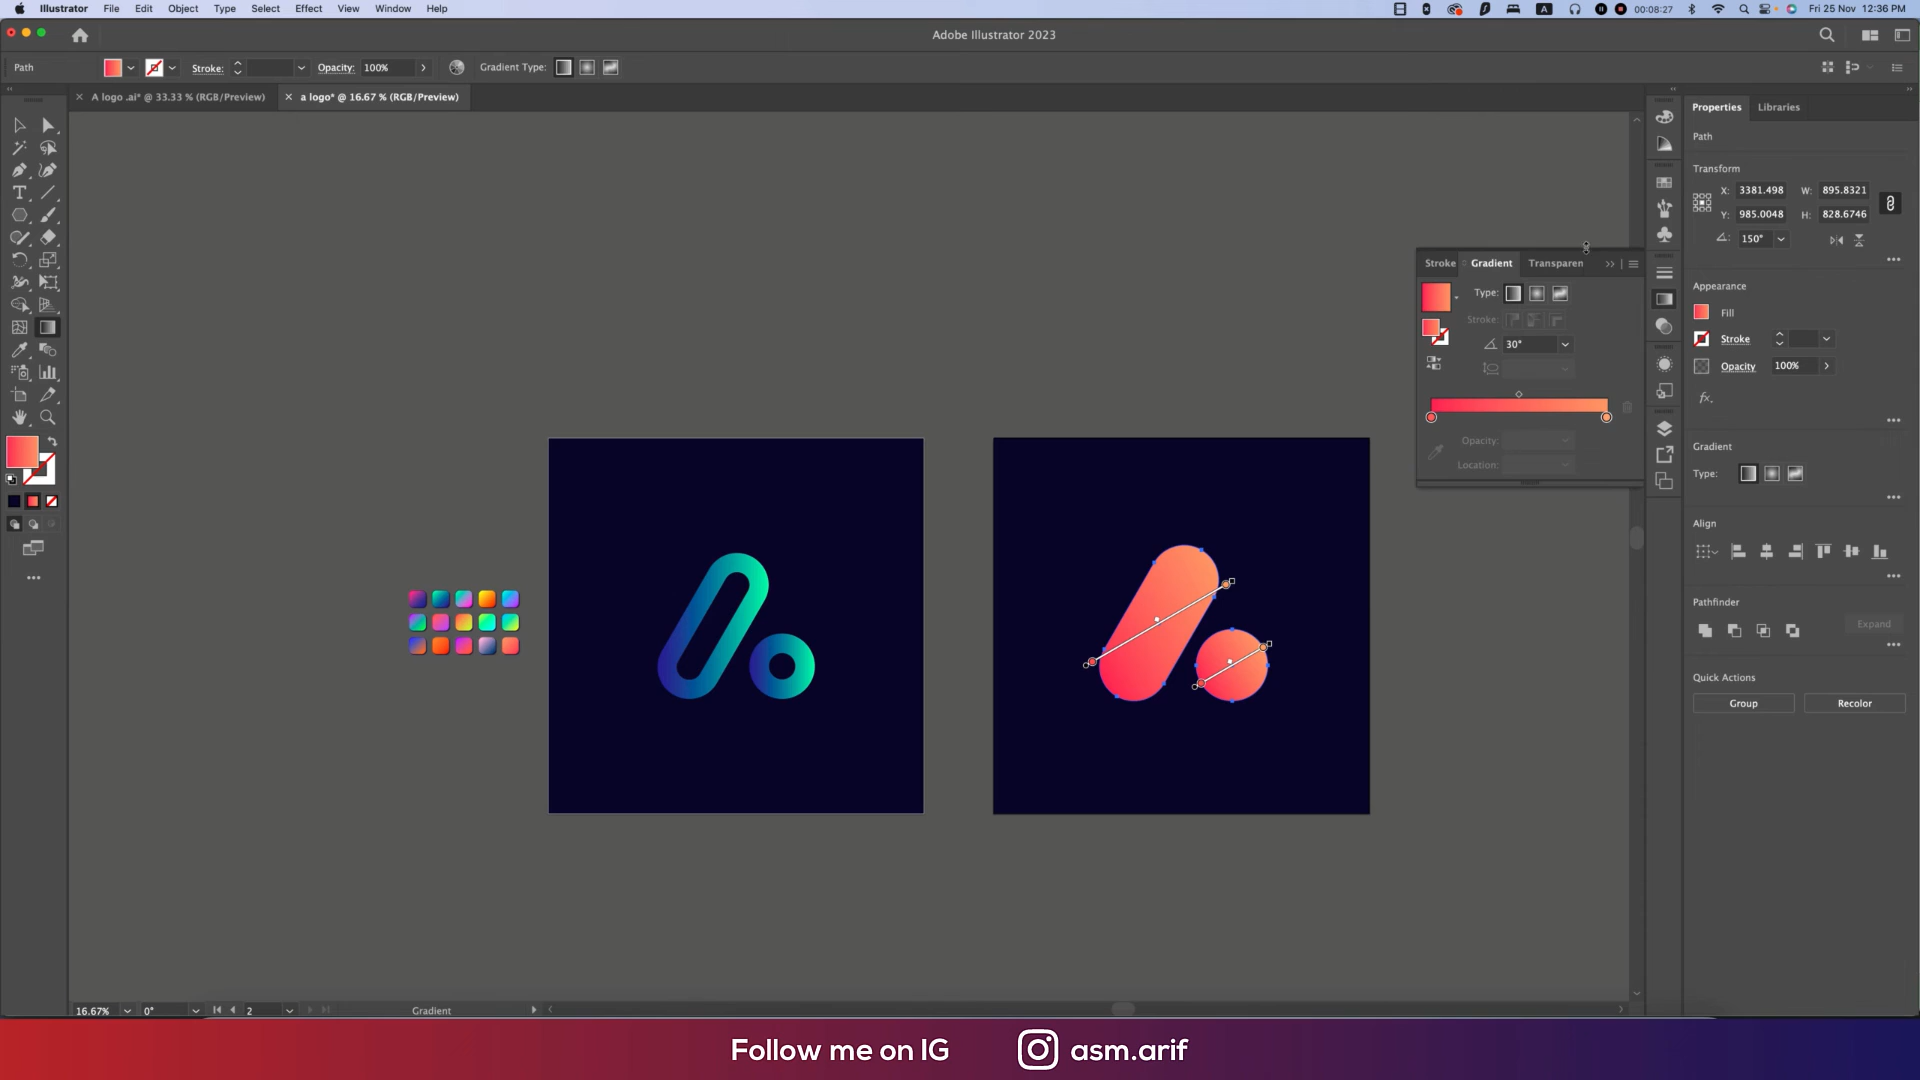 Illustrator File Edit Object Type Select Effect View Window Help
A
00:08:27
Fri 25 Nov 12:36 PM
Adobe Illustrator 2023
Path
Stroke:
Opacity: 100%
Gradient Type:
A logo .ai* @ 33.33 % (RGB/Preview)
a logo* @ 16.67 % (RGB/Preview)
Properties
Libraries
Path
Transform
X: 3381.498 W: 895.8321
Y: 985.0048 H: 828.6746
150°
Stroke Gradient Transparen
Type:
Stroke:
30°
Opacity:
Location:
Appearance
Fill
Stroke
Opacity 100%
fx.
Gradient
Type:
Align
Pathfinder
Expand
Quick Actions
Group
Recolor
16.67% 0° 2 Gradient
Follow me on IG asm.arif